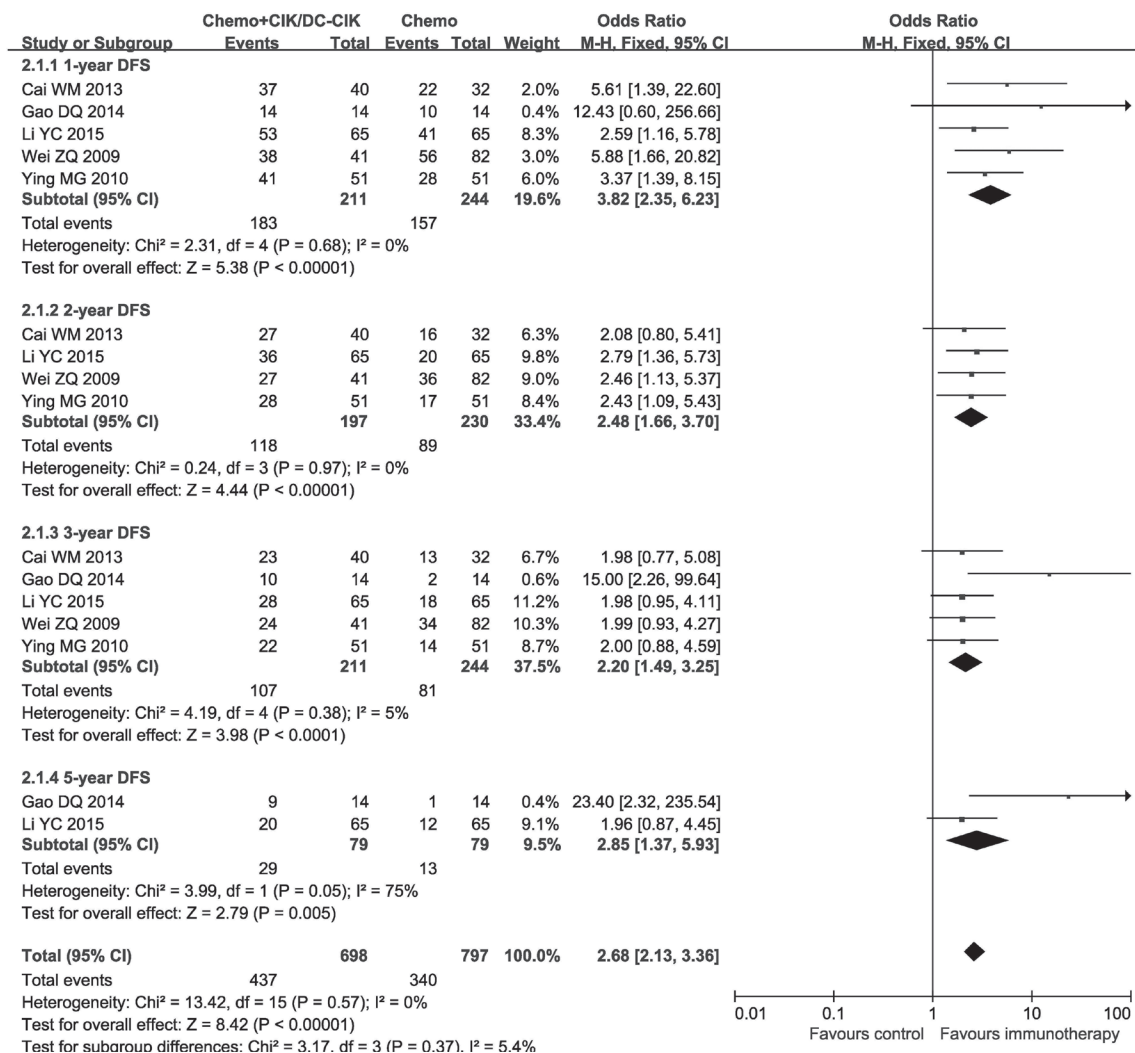 Chemo+CIK/DC-CIK Chemo Odds Ratio Odds Ratio
Study or Subgroup Events Total Events Total Weight M-H, Fixed, 95% CI M-H, Fixed, 95% CI
2.1.1 1-year DFS
Cai WM 2013 37 40 22 32 2.0% 5.61 [1.39, 22.60]
Gao DQ 2014 14 14 10 14 0.4% 12.43 [0.60, 256.66]
Li YC 2015 53 65 41 65 8.3% 2.59 [1.16, 5.78]
Wei ZQ 2009 38 41 56 82 3.0% 5.88 [1.66, 20.82]
Ying MG 2010 41 51 28 51 6.0% 3.37 [1.39, 8.15]
Subtotal (95% CI) 211 244 19.6% 3.82 [2.35, 6.23]
Total events 183 157
Heterogeneity: Chi² = 2.31, df = 4 (P = 0.68); I² = 0%
Test for overall effect: Z = 5.38 (P < 0.00001)
2.1.2 2-year DFS
Cai WM 2013 27 40 16 32 6.3% 2.08 [0.80, 5.41]
Li YC 2015 36 65 20 65 9.8% 2.79 [1.36, 5.73]
Wei ZQ 2009 27 41 36 82 9.0% 2.46 [1.13, 5.37]
Ying MG 2010 28 51 17 51 8.4% 2.43 [1.09, 5.43]
Subtotal (95% CI) 197 230 33.4% 2.48 [1.66, 3.70]
Total events 118 89
Heterogeneity: Chi² = 0.24, df = 3 (P = 0.97); I² = 0%
Test for overall effect: Z = 4.44 (P < 0.00001)
2.1.3 3-year DFS
Cai WM 2013 23 40 13 32 6.7% 1.98 [0.77, 5.08]
Gao DQ 2014 10 14 2 14 0.6% 15.00 [2.26, 99.64]
Li YC 2015 28 65 18 65 11.2% 1.98 [0.95, 4.11]
Wei ZQ 2009 24 41 34 82 10.3% 1.99 [0.93, 4.27]
Ying MG 2010 22 51 14 51 8.7% 2.00 [0.88, 4.59]
Subtotal (95% CI) 211 244 37.5% 2.20 [1.49, 3.25]
Total events 107 81
Heterogeneity: Chi² = 4.19, df = 4 (P = 0.38); I² = 5%
Test for overall effect: Z = 3.98 (P < 0.0001)
2.1.4 5-year DFS
Gao DQ 2014 9 14 1 14 0.4% 23.40 [2.32, 235.54]
Li YC 2015 20 65 12 65 9.1% 1.96 [0.87, 4.45]
Subtotal (95% CI) 79 79 9.5% 2.85 [1.37, 5.93]
Total events 29 13
Heterogeneity: Chi² = 3.99, df = 1 (P = 0.05); I² = 75%
Test for overall effect: Z = 2.79 (P = 0.005)
Total (95% CI) 698 797 100.0% 2.68 [2.13, 3.36]
Total events 437 340
Heterogeneity: Chi² = 13.42, df = 15 (P = 0.57); I² = 0%
Test for overall effect: Z = 8.42 (P < 0.00001)
Test for subgroup differences: Chi² = 3.17, df = 3 (P = 0.37), I² = 5.4%
0.01 0.1 1 10 100
Favours control Favours immunotherapy